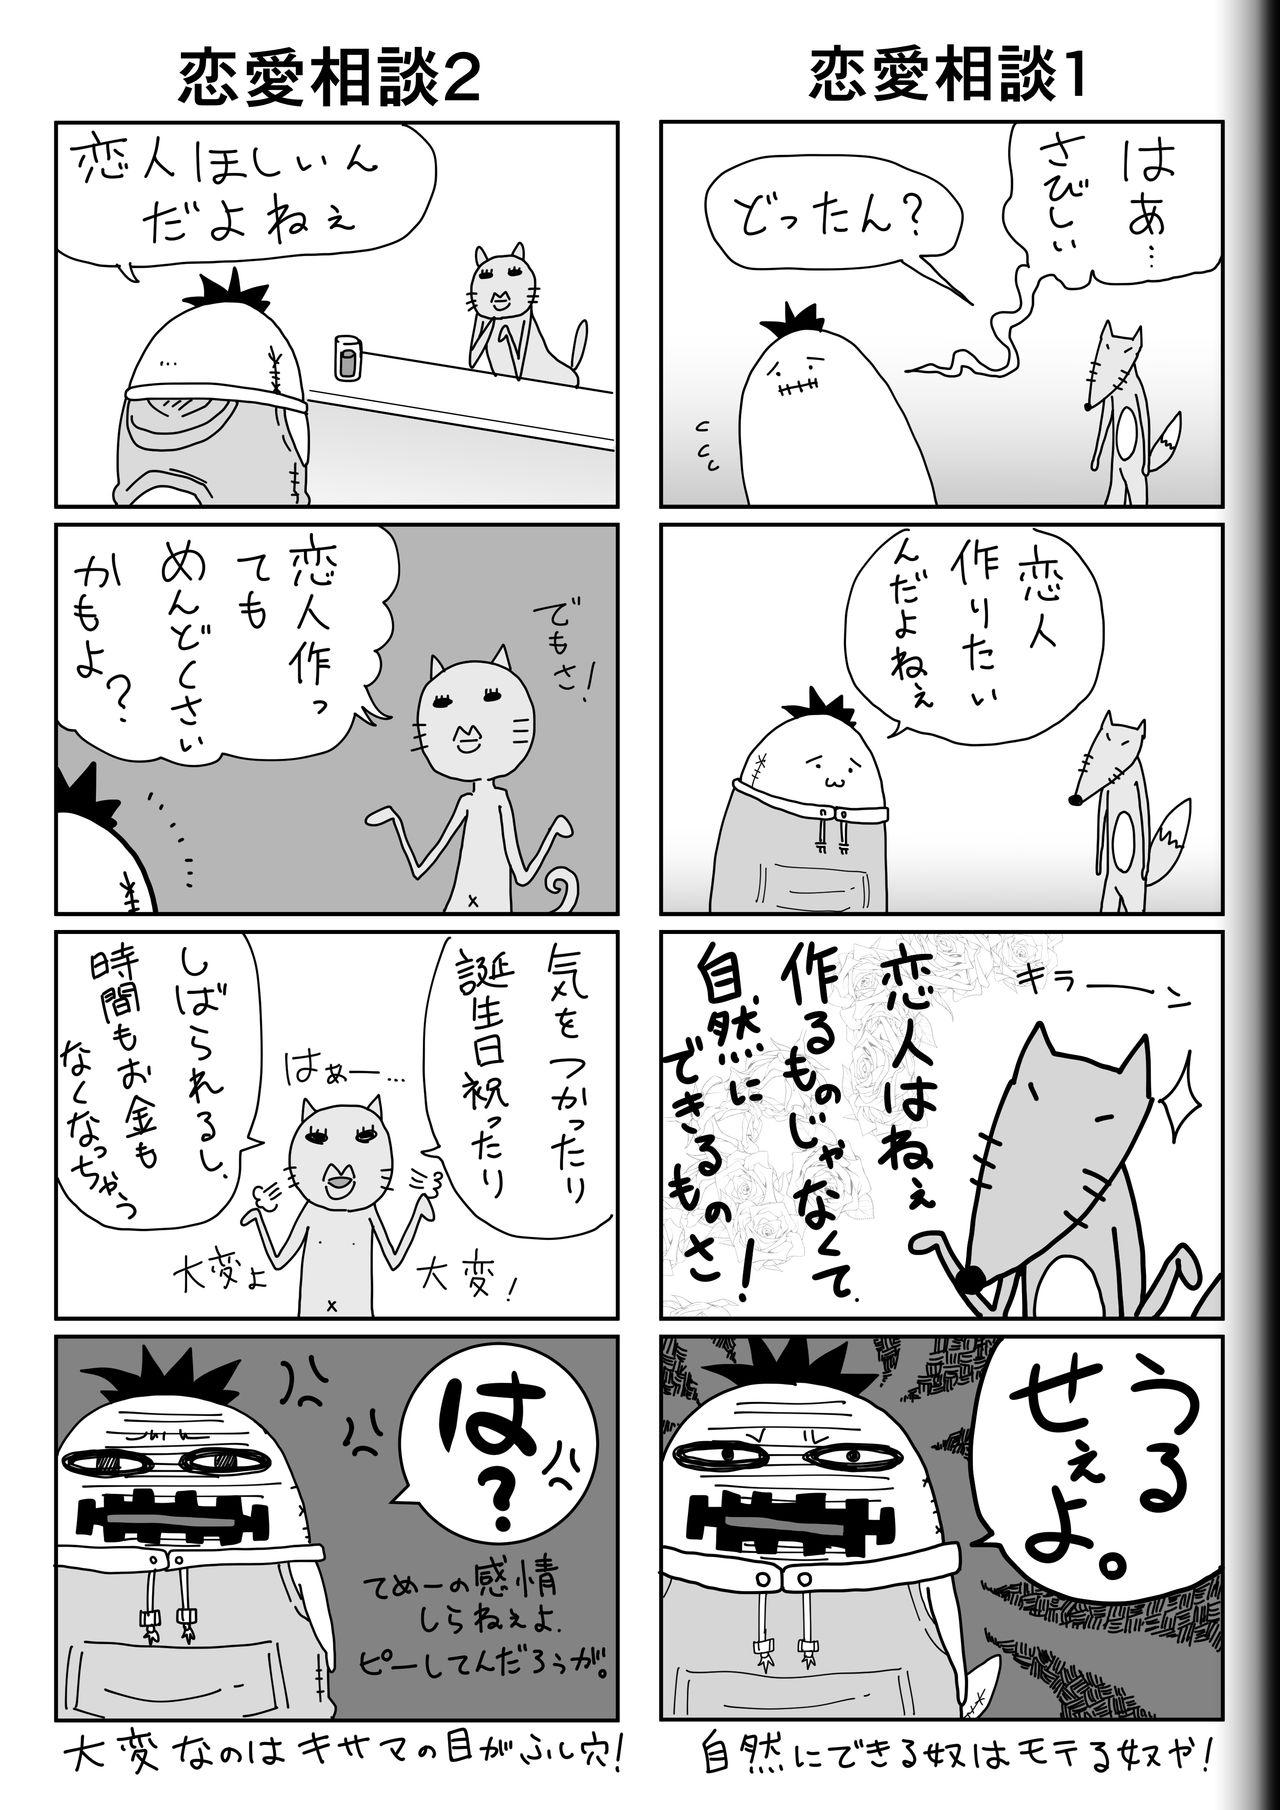 恋愛相談1
はぁ…
さびしい
どったん?
恋人
作りたい
んだよねぇ
キラーーン
恋人はねぇ
作るものじゃなくて.
自然に
できるものさ!
うる
せぇ
よ。
自然にできる奴はモテる奴や!
恋愛相談2
恋人ほしいん
だよねぇ
でもさ!
恋人作っ
ても
めんどくさい
かもよ?
気をつかったり
誕生日祝ったり
はぁー…
しばられるし.
時間もお金も
なくなっちゃう
大変よ
大変!
は?
てめーの感情
しらねぇよ.
ピーしてんだろうが。
大変なのはキサマの目がふし穴!